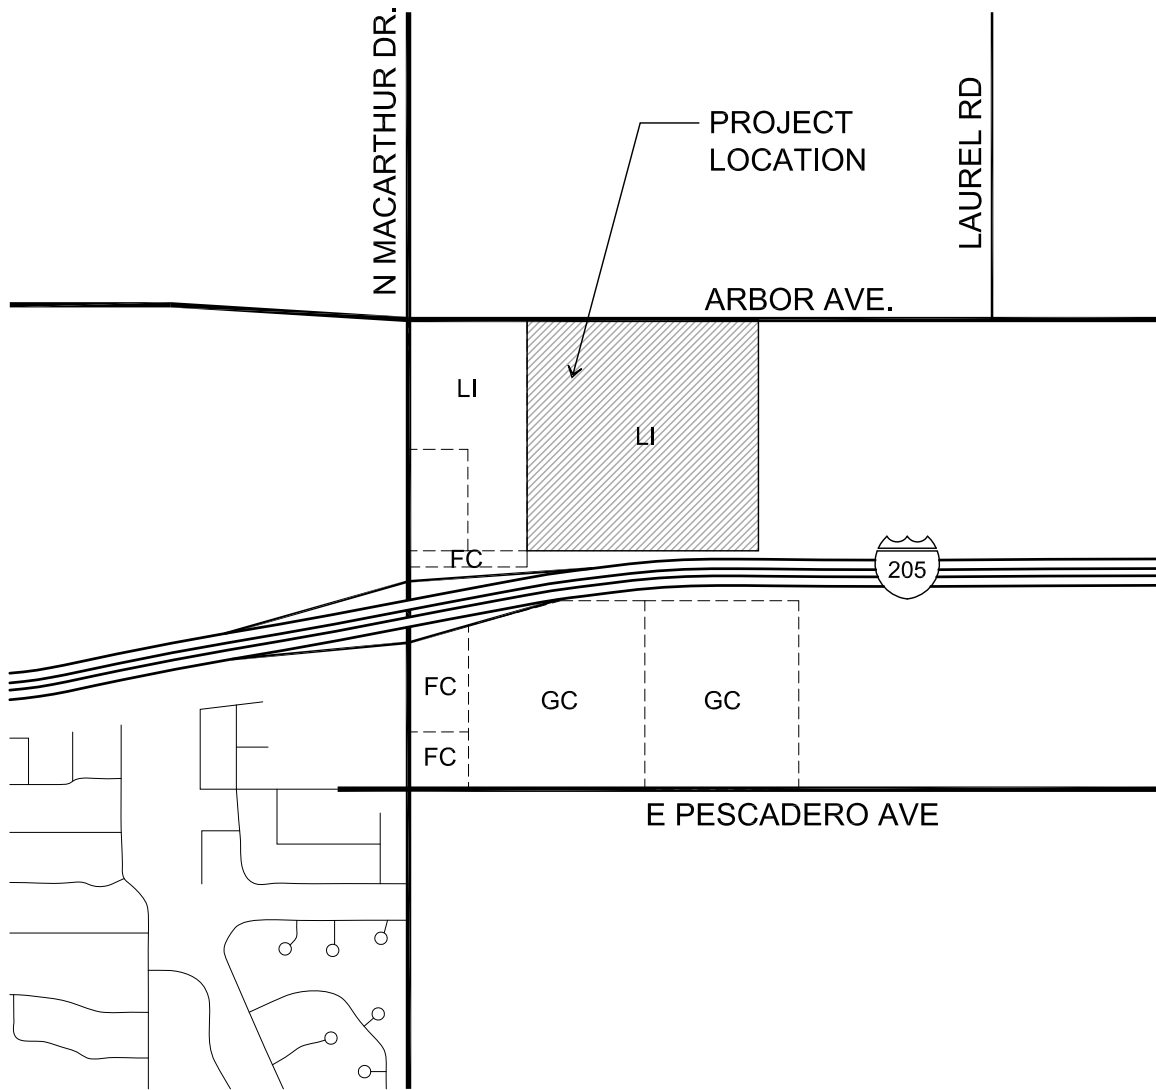 N MACARTHUR DR.
PROJECT
LOCATION
LAUREL RD
ARBOR AVE.
LI
LI
FC
205
FC
GC
GC
FC
E PESCADERO AVE